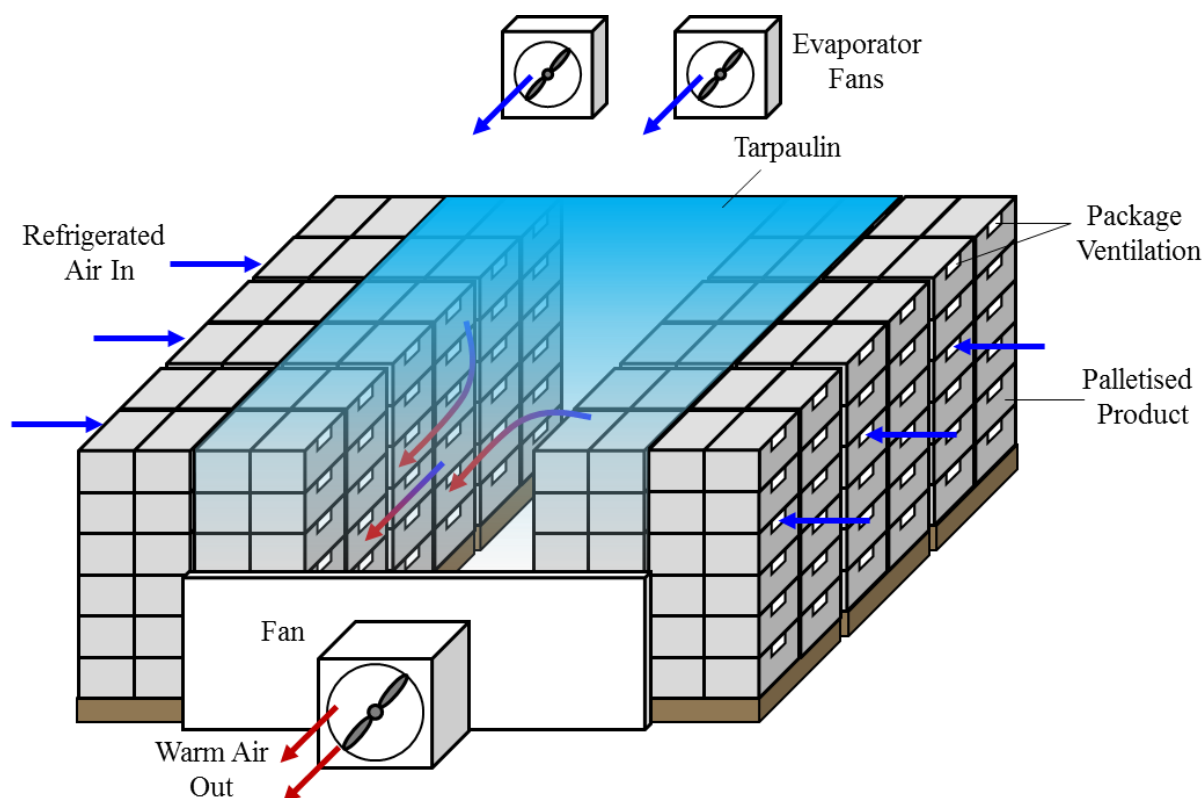 Evaporator
Fans
Tarpaulin
Refrigerated
Air In
Package
Ventilation
Palletised
Product
Fan
Warm Air
Out